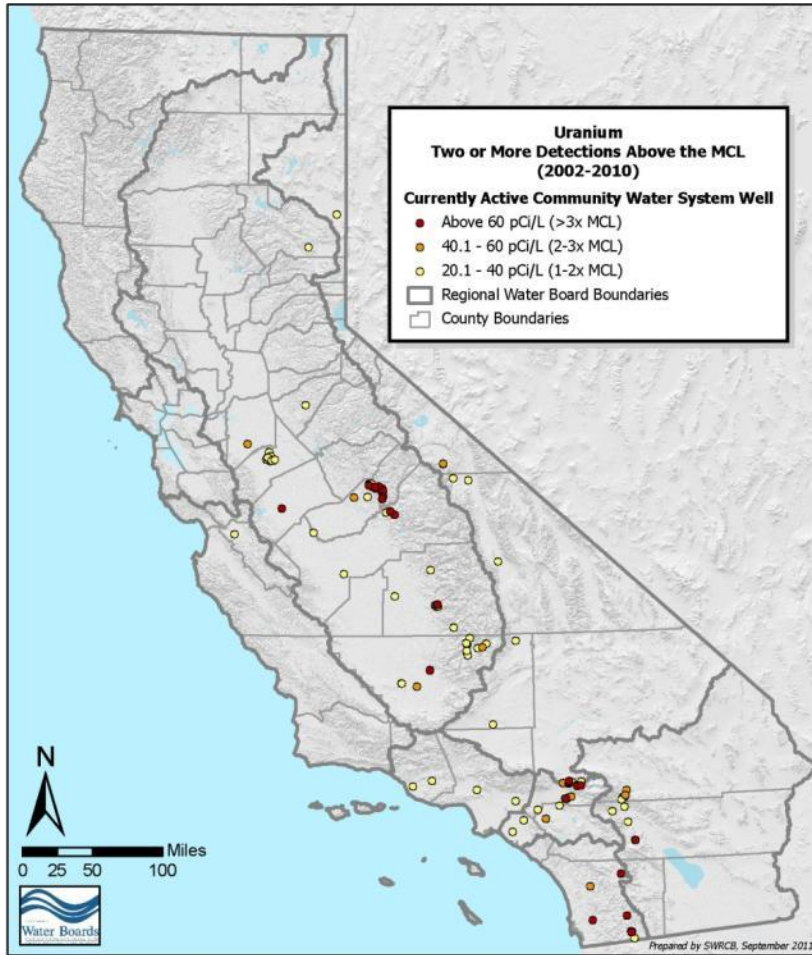 Uranium
Two or More Detections Above the MCL
(2002-2010)
Currently Active Community Water System Well
Above 60 pCi/L (>3x MCL)
40.1 - 60 pCi/L (2-3x MCL)
20.1 - 40 pCi/L (1-2x MCL)
Regional Water Board Boundaries
County Boundaries
N
Miles
0 25 50 100
Water Boards
Prepared by SWRCB, September 2011